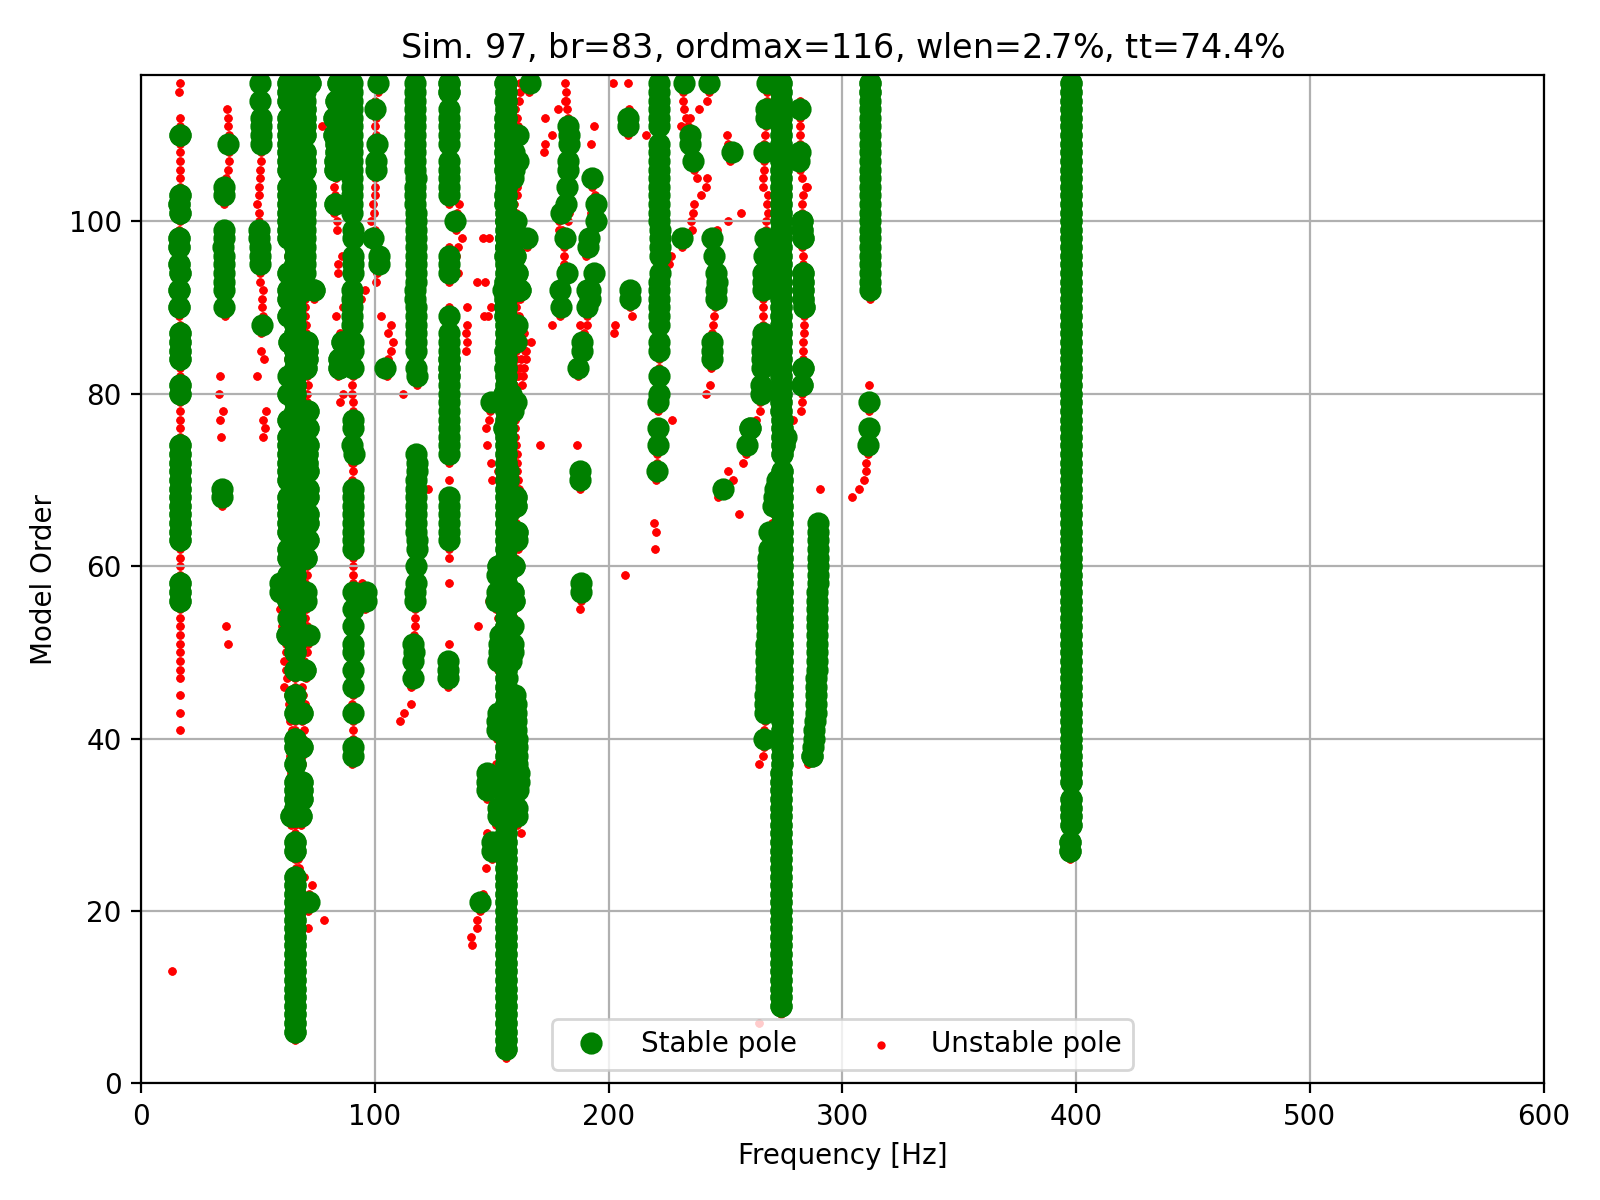 Sim. 97, br=83, ordmax=116, wlen=2.7%, tt=74.4%
100
80
60
40
20
0
Model Order
Stable pole
Unstable pole
0
100
200
300
400
500
600
Frequency [Hz]